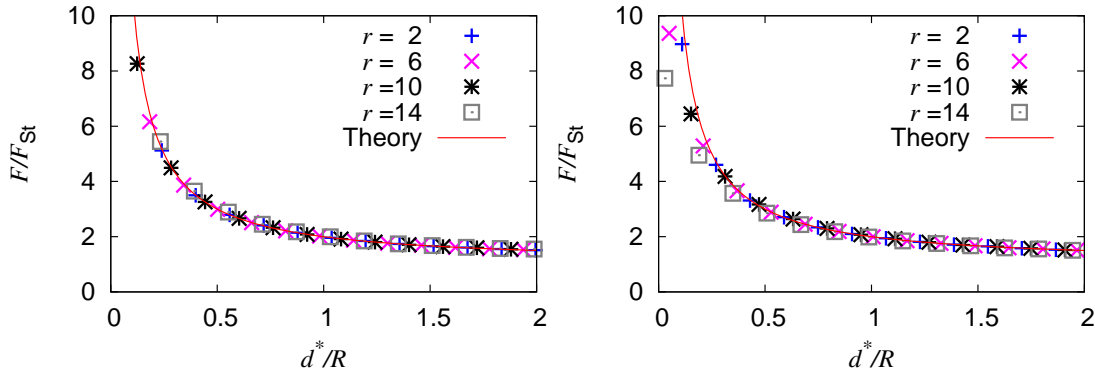 10
8
6
4
2
0
F/F_St
0
0.5
1
1.5
2
d*/R
r = 2
r = 6
r =10
r =14
Theory
10
8
6
4
2
0
F/F_St
0
0.5
1
1.5
2
d*/R
r = 2
r = 6
r =10
r =14
Theory